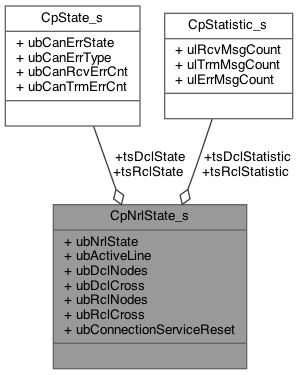 CpState_s
+ ubCanErrState
+ ubCanErrType
+ ubCanRcvErrCnt
+ ubCanTrmErrCnt
CpStatistic_s
+ ulRcvMsgCount
+ ulTrmMsgCount
+ ulErrMsgCount
+tsDclState
+tsRclState
+tsDclStatistic
+tsRclStatistic
CpNrlState_s
+ ubNrlState
+ ubActiveLine
+ ubDclNodes
+ ubDclCross
+ ubRclNodes
+ ubRclCross
+ ubConnectionServiceReset